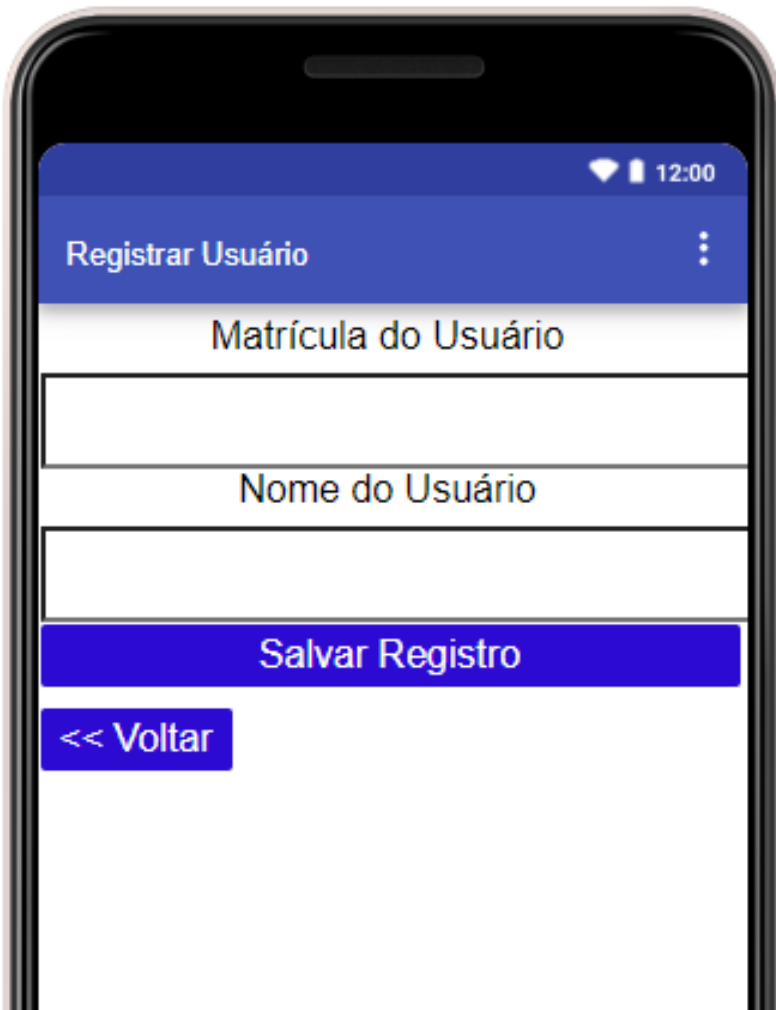 12:00
Registrar Usuário
Matrícula do Usuário
Nome do Usuário
Salvar Registro
<< Voltar